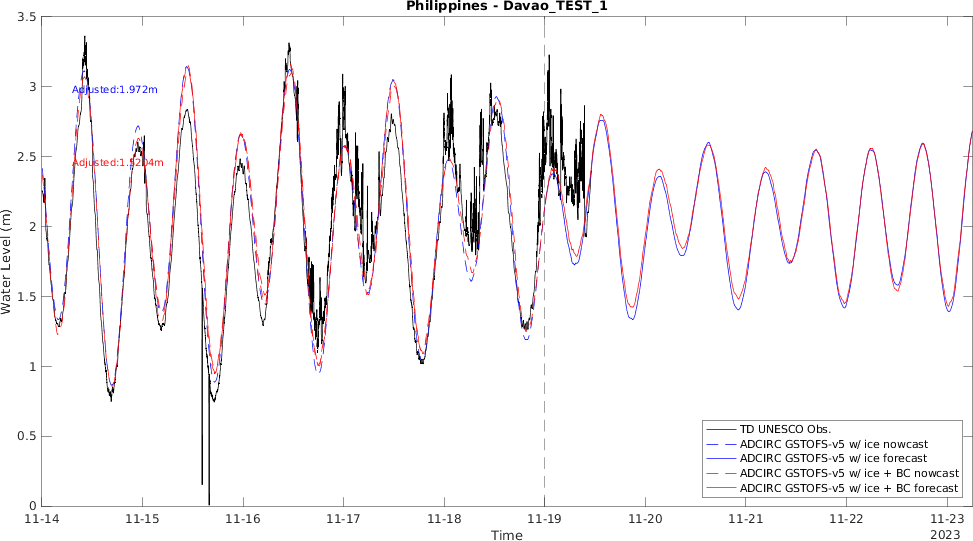 Philippines - Davao_TEST_1
3.5
3
2.5
2
1.5
1
0.5
0
Water Level (m)
Adjusted:1.972m
TD UNESCO Obs.
ADCIRC GSTOFS-v5 w/ ice nowcast
ADCIRC GSTOFS-v5 w/ ice forecast
ADCIRC GSTOFS-v5 w/ ice + BC nowcast
ADCIRC GSTOFS-v5 w/ ice + BC forecast
11-14
11-15
11-16
11-17
11-18
11-19
11-20
11-21
11-22
11-23
2023
Time